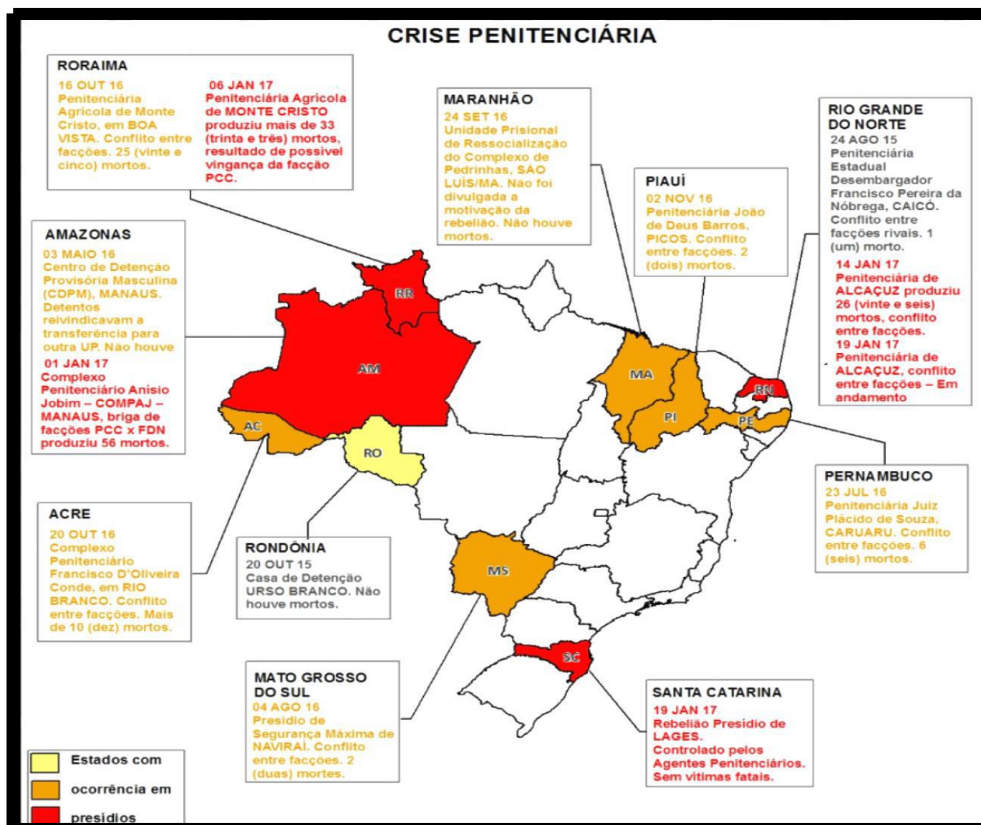 CRISE PENITENCIÁRIA
RORAIMA
16 OUT 16
Penitenciária
Agrícola de Monte
Cristo, em BOA
VISTA. Conflito entre
facções. 25 (vinte e
cinco) mortos.
06 JAN 17
Penitenciária Agrícola
de MONTE CRISTO
produziu mais de 33
(trinta e três) mortos,
resultado de possível
vingança da facção
PCC.
MARANHÃO
24 SET 16
Unidade Prisional
de Ressocialização
do Complexo de
Pedrinhas, SÃO
LUÍS/MA. Não foi
divulgada a
motivação da
rebelião. Não houve
mortos.
PIAUÍ
02 NOV 16
Penitenciária João
de Deus Barros,
PICOS. Conflito
entre facções. 2
(dois) mortos.
RIO GRANDE
DO NORTE
24 AGO 15
Penitenciária
Estadual
Desembargador
Francisco Pereira da
Nóbrega, CAICÓ.
Conflito entre
facções rivais. 1
(um) morto.
14 JAN 17
Penitenciária de
ALCAÇUZ produziu
26 (vinte e seis)
mortos, conflito
entre facções.
19 JAN 17
Penitenciária de
ALCAÇUZ, conflito
entre facções – Em
andamento
AMAZONAS
03 MAIO 16
Centro de Detenção
Provisória Masculina
(CDPM), MANAUS.
Detentos
reivindicavam a
transferência para
outra UP. Não houve
01 JAN 17
Complexo
Penitenciário Anísio
Jobim – COMPAJ –
MANAUS, briga de
facções PCC x FDN
produziu 56 mortos.
RR
AM
AC
RO
MA
PI
RN
PE
MS
SC
ACRE
20 OUT 16
Complexo
Penitenciário
Francisco D'Oliveira
Conde, em RIO
BRANCO. Conflito
entre facções. Mais
de 10 (dez) mortos.
RONDÔNIA
20 OUT 15
Casa de Detenção
URSO BRANCO. Não
houve mortos.
PERNAMBUCO
23 JUL 16
Penitenciária Juiz
Plácido de Souza,
CARUARU. Conflito
entre facções. 6
(seis) mortos.
MATO GROSSO
DO SUL
04 AGO 16
Presídio de
Segurança Máxima
de NAVIRAÍ. Conflito
entre facções. 2
(duas) mortes.
SANTA CATARINA
19 JAN 17
Rebelião Presídio de
LAGES.
Controlado pelos
Agentes Penitenciários.
Sem vítimas fatais.
Estados com
ocorrência em
presídios